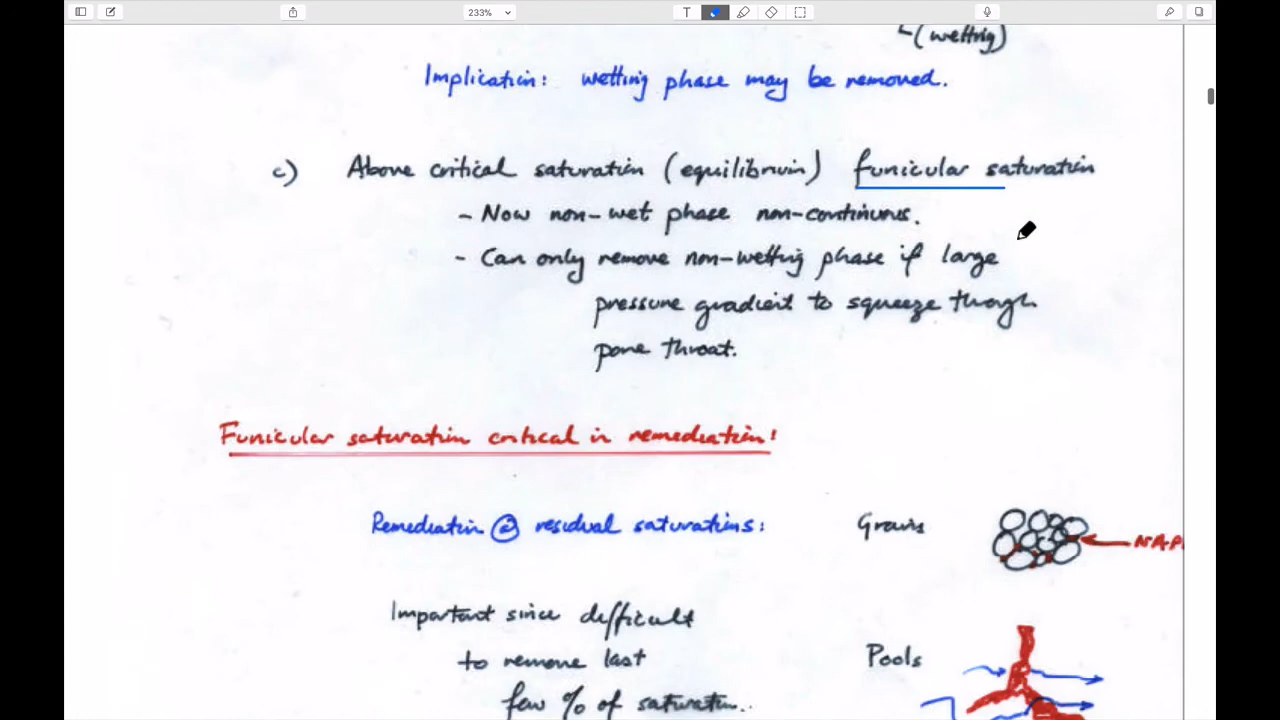 233%
T
(wetting)
Implication: wetting phase may be removed.
c) Above critical saturation (equilibrium) funicular saturation
- Now non-wet phase non-continuous.
- Can only remove non-wetting phase if large
pressure gradient to squeeze though
pore throat.
Funicular saturation critical in remediation!
Remediation @ residual saturations:
Grains
NAP
Important since difficult
to remove last
Pools
few % of saturation..